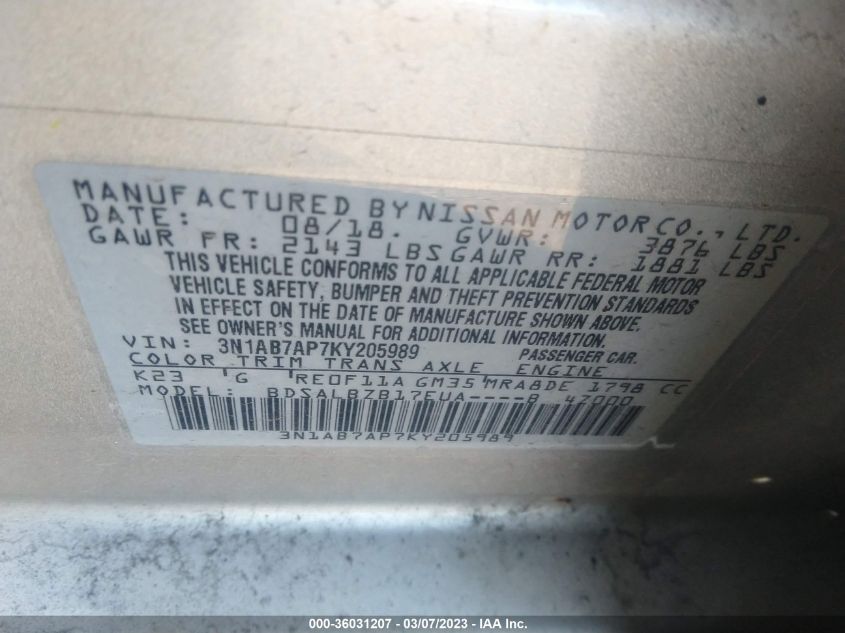 MANUFACTURED BY NISSAN MOTOR CO., LTD.
DATE: 08/18. GVWR: 3876 LBS
GAWR FR: 2143 LBS GAWR RR: 1881 LBS
THIS VEHICLE CONFORMS TO ALL APPLICABLE FEDERAL MOTOR
VEHICLE SAFETY, BUMPER AND THEFT PREVENTION STANDARDS
IN EFFECT ON THE DATE OF MANUFACTURE SHOWN ABOVE.
SEE OWNER'S MANUAL FOR ADDITIONAL INFORMATION.
VIN: 3N1AB7AP7KY205989 PASSENGER CAR.
COLOR TRIM TRANS AXLE ENGINE
K23 'G 'RE0F11A GM35'MRA8DE 1798 CC
MODEL: BDSALBZB17EUA----B 47000
3N1AB7AP7KY205989
000-36031207 - 03/07/2023 - IAA Inc.